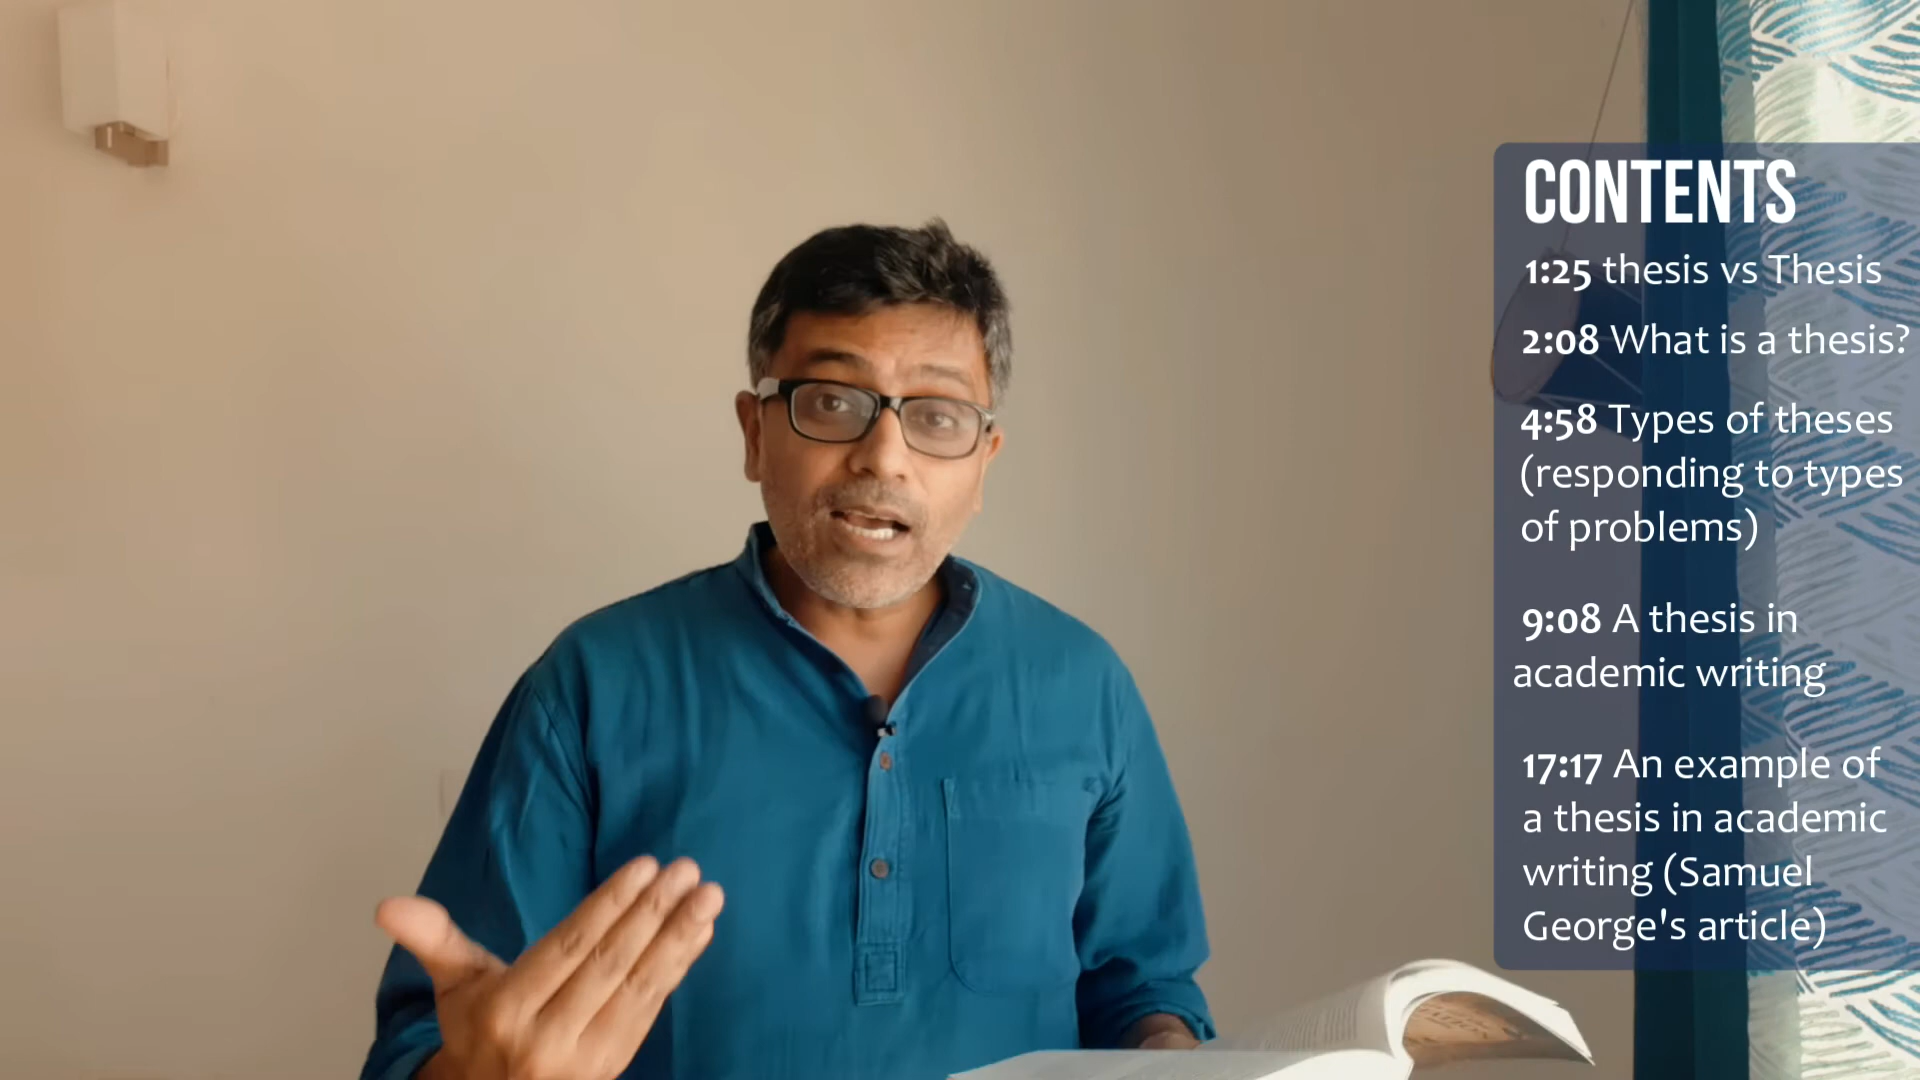 CONTENTS
1:25 thesis vs Thesis
2:08 What is a thesis?
4:58 Types of theses
(responding to types
of problems)
9:08 A thesis in
academic writing
17:17 An example of
a thesis in academic
writing (Samuel
George's article)